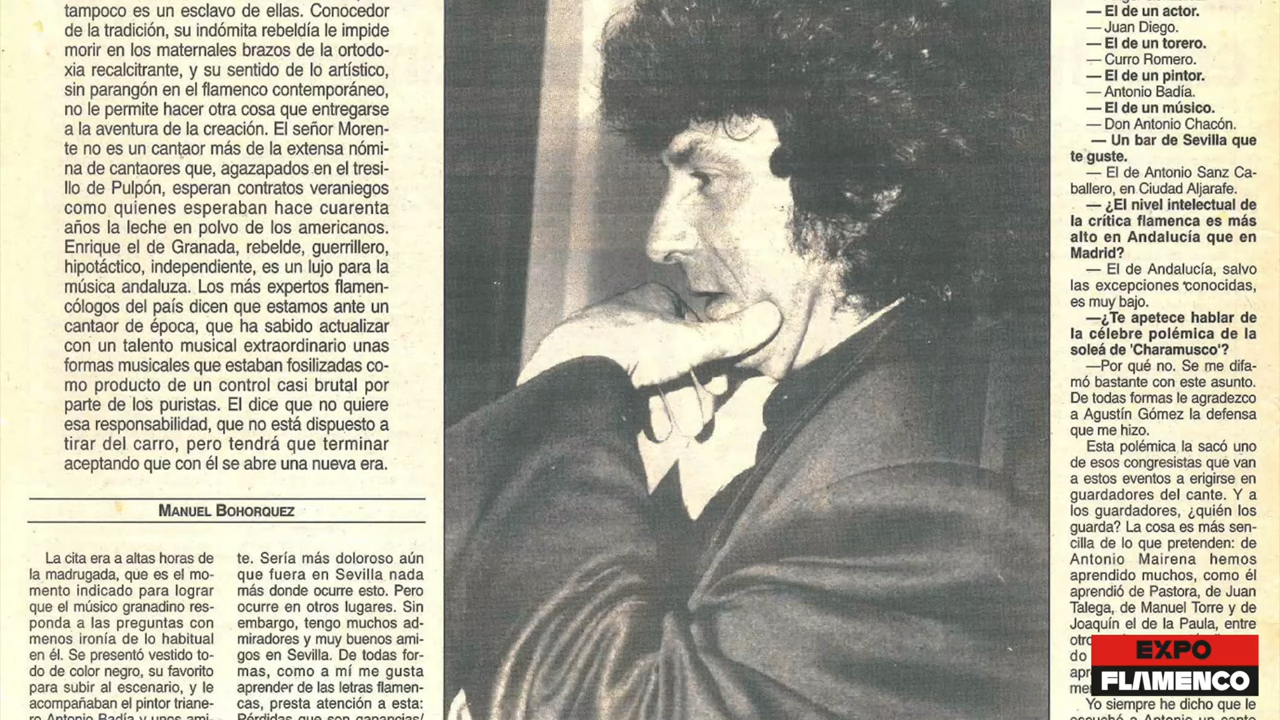 tampoco es un esclavo de ellas. Conocedor
de la tradición, su indómita rebeldía le impide
morir en los maternales brazos de la ortodo-
xia recalcitrante, y su sentido de lo artístico,
sin parangón en el flamenco contemporáneo,
no le permite hacer otra cosa que entregarse
a la aventura de la creación. El señor Moren-
te no es un cantaor más de la extensa nómi-
na de cantaores que, agazapados en el tresi-
llo de Pulpón, esperan contratos veraniegos
como quienes esperaban hace cuarenta
años la leche en polvo de los americanos.
Enrique el de Granada, rebelde, guerrillero,
hipotáctico, independiente, es un lujo para la
música andaluza. Los más expertos flamen-
cólogos del país dicen que estamos ante un
cantaor de época, que ha sabido actualizar
con un talento musical extraordinario unas
formas musicales que estaban fosilizadas co-
mo producto de un control casi brutal por
parte de los puristas. El dice que no quiere
esa responsabilidad, que no está dispuesto a
tirar del carro, pero tendrá que terminar
aceptando que con él se abre una nueva era.
MANUEL BOHORQUEZ
La cita era a altas horas de
la madrugada, que es el mo-
mento indicado para lograr
que el músico granadino res-
ponda a las preguntas con
menos ironía de lo habitual
en él. Se presentó vestido to-
do de color negro, su favorito
para subir al escenario, y le
acompañaban el pintor triane-
ro Antonio Badía y unos ami-
te. Sería más doloroso aún
que fuera en Sevilla nada
más donde ocurre esto. Pero
ocurre en otros lugares. Sin
embargo, tengo muchos ad-
miradores y muy buenos ami-
gos en Sevilla. De todas for-
mas, como a mí me gusta
aprender de las letras flamen-
cas, presta atención a esta:
Pérdidas que son ganancias/
— El de un actor.
— Juan Diego.
— El de un torero.
— Curro Romero.
— El de un pintor.
— Antonio Badía.
— El de un músico.
— Don Antonio Chacón.
— Un bar de Sevilla que
te guste.
— El de Antonio Sanz Ca-
ballero, en Ciudad Aljarafe.
— ¿El nivel intelectual de
la crítica flamenca es más
alto en Andalucía que en
Madrid?
— El de Andalucía, salvo
las excepciones conocidas,
es muy bajo.
—¿Te apetece hablar de
la célebre polémica de la
soleá de 'Charamusco'?
—Por qué no. Se me difa-
mó bastante con este asunto.
De todas formas le agradezco
a Agustín Gómez la defensa
que me hizo.
Esta polémica la sacó uno
de esos congresistas que van
a estos eventos a erigirse en
guardadores del cante. Y a
los guardadores, ¿quién los
guarda? La cosa es más sen-
cilla de lo que pretenden: de
Antonio Mairena hemos
aprendido muchos, como él
aprendió de Pastora, de Juan
Talega, de Manuel Torre y de
Joaquín el de la Paula, entre
do
Yo siempre he dicho que le
escuché a Antonio un cante
EXPO
FLAMENCO